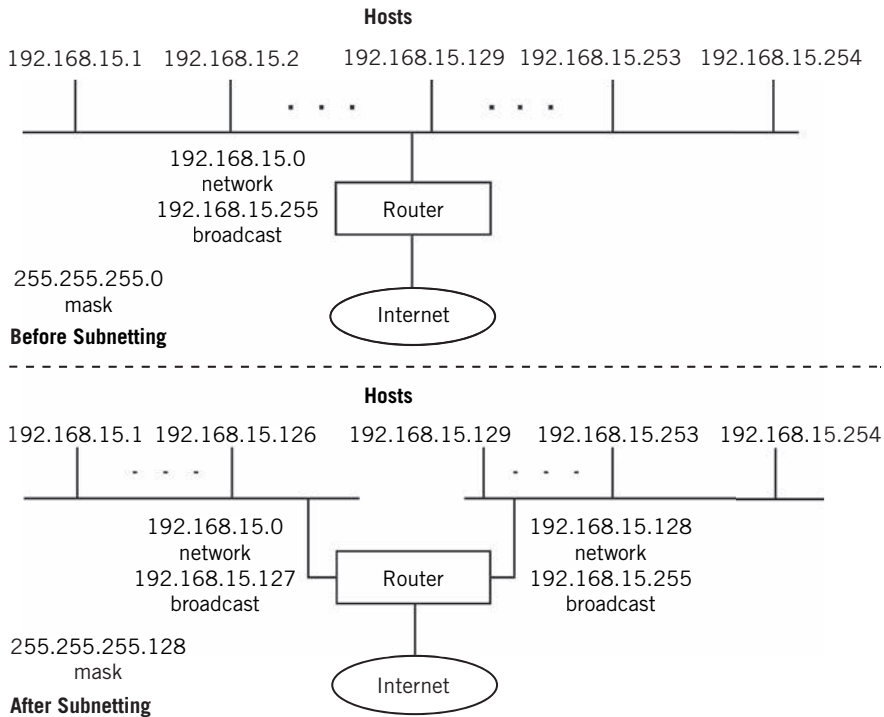 Hosts
192.168.15.1 192.168.15.2 192.168.15.129 192.168.15.253 192.168.15.254
192.168.15.0
network
192.168.15.255
broadcast
Router
255.255.255.0
mask
Internet
Before Subnetting
Hosts
192.168.15.1 192.168.15.126 192.168.15.129 192.168.15.253 192.168.15.254
192.168.15.0
network
192.168.15.127
broadcast
Router
192.168.15.128
network
192.168.15.255
broadcast
255.255.255.128
mask
Internet
After Subnetting